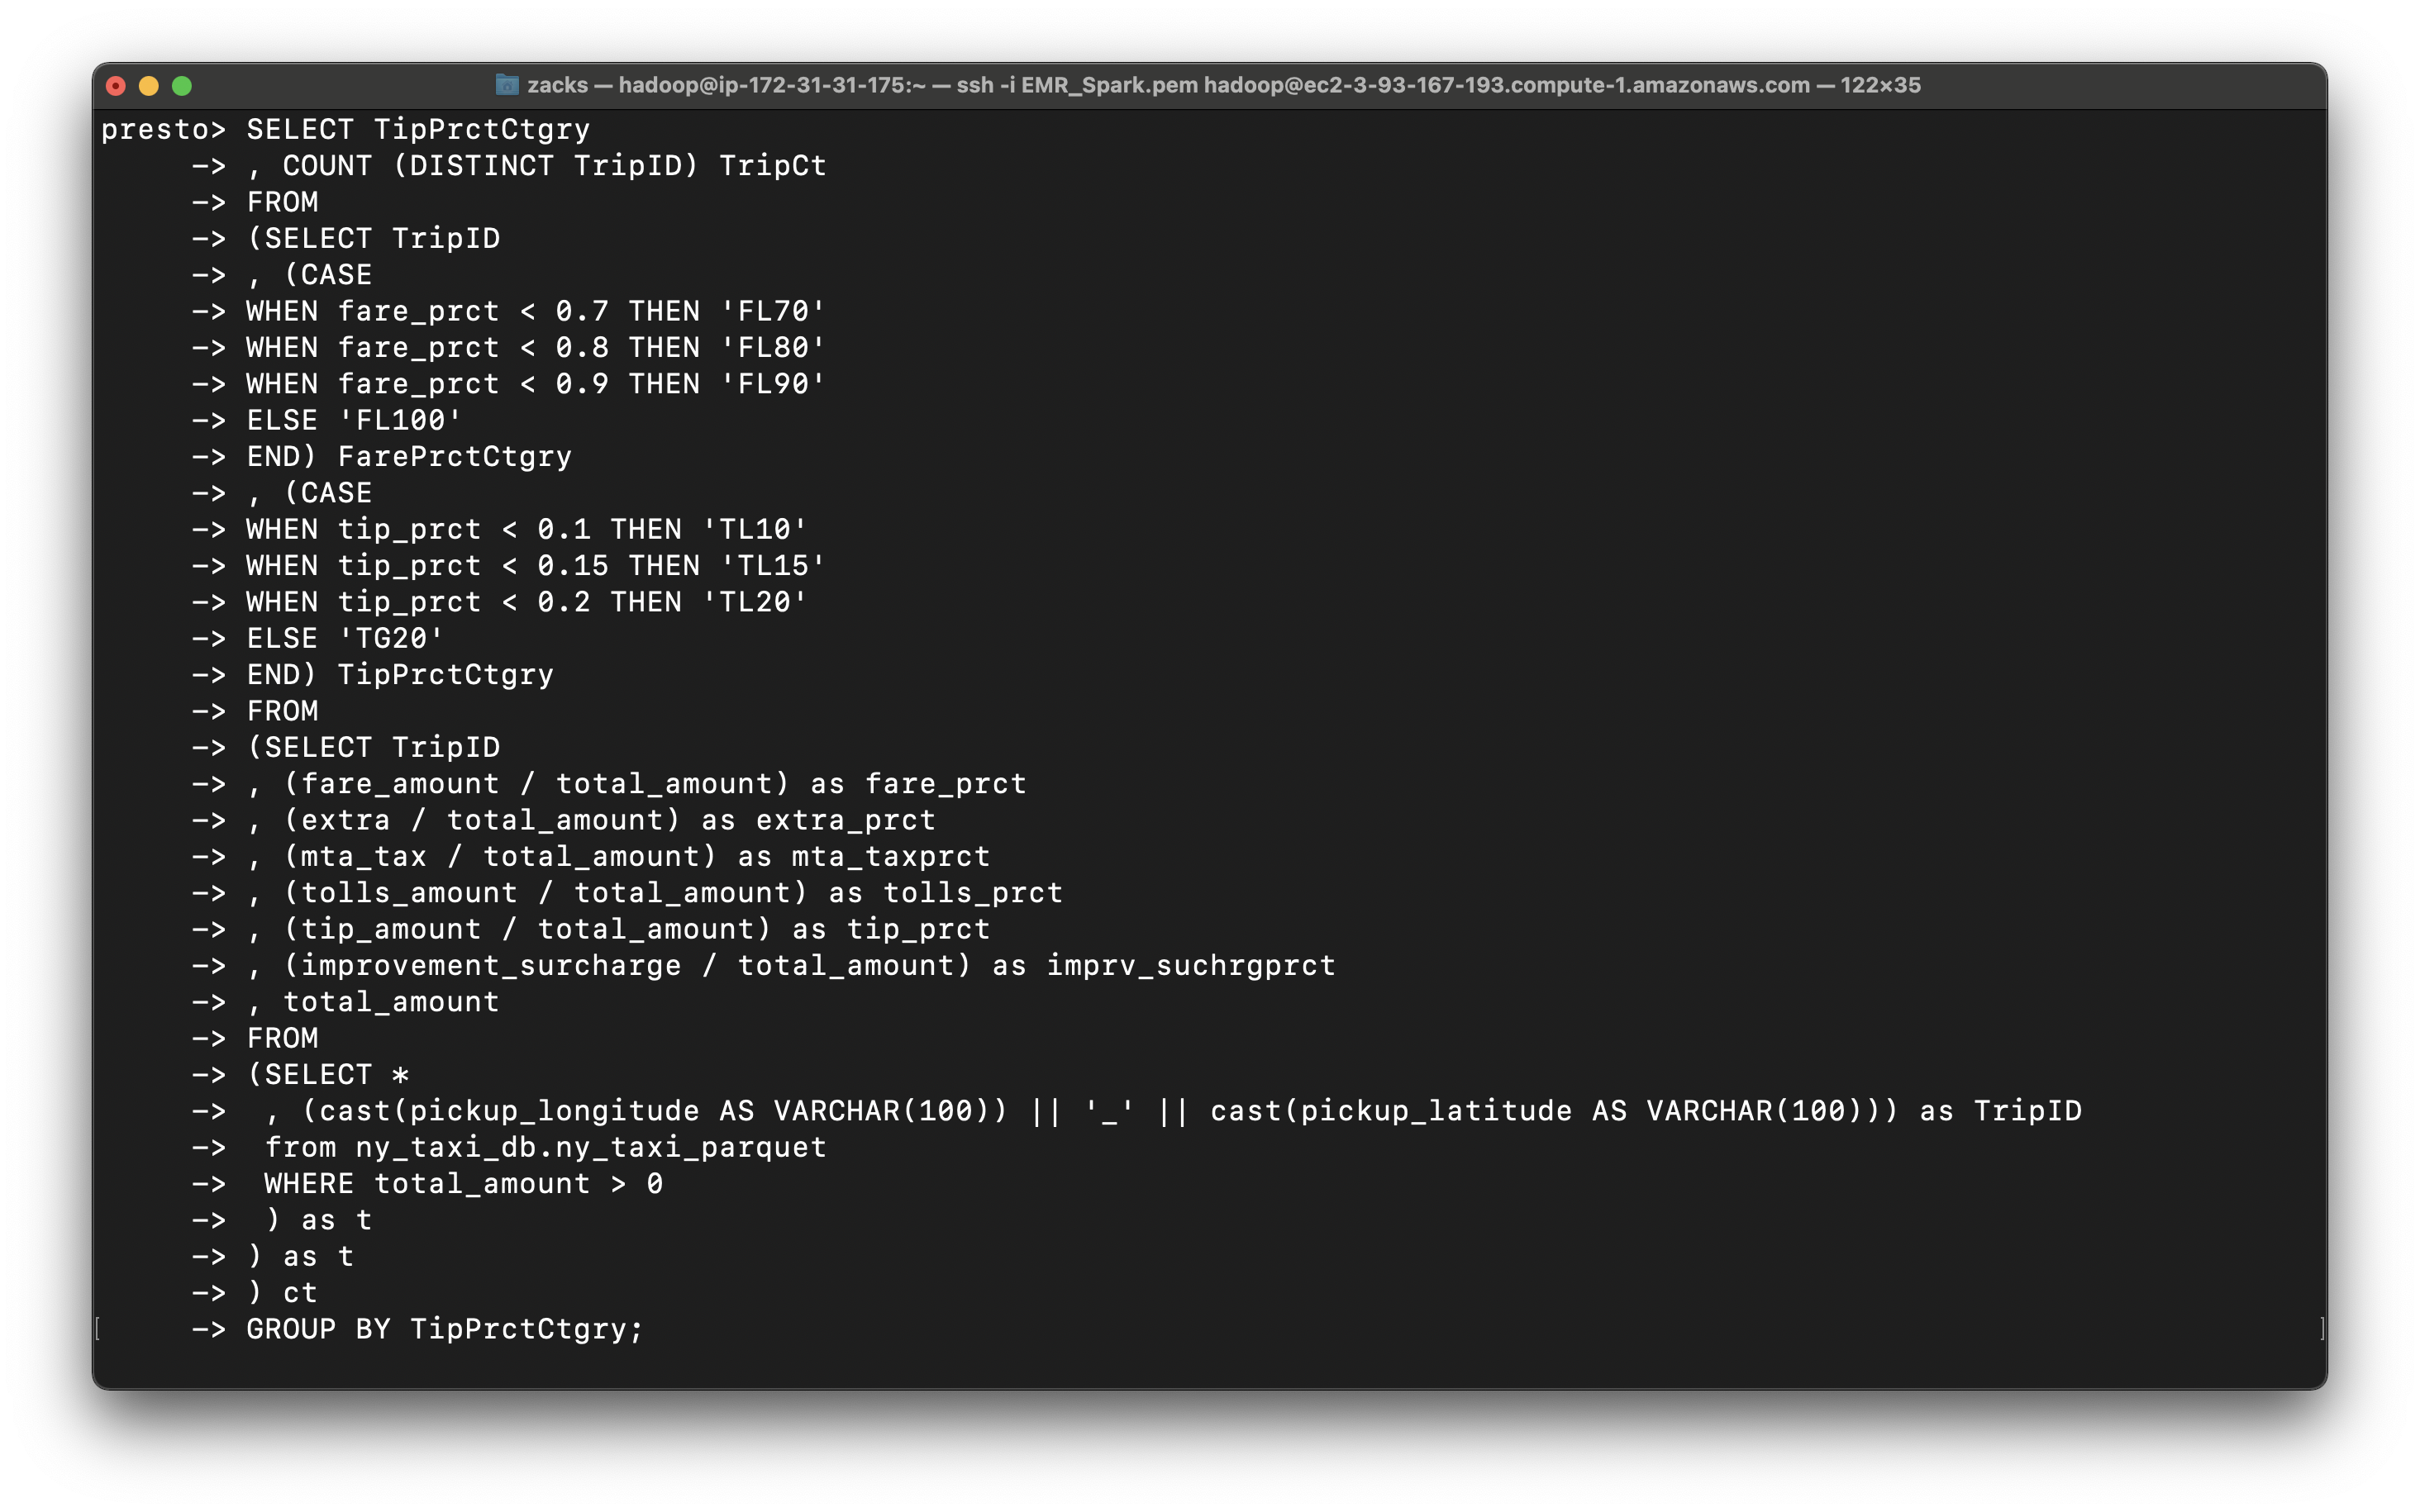 zacks — hadoop@ip-172-31-31-175:~ — ssh -i EMR_Spark.pem hadoop@ec2-3-93-167-193.compute-1.amazonaws.com — 122×35
presto> SELECT TipPrctCtgry
-> , COUNT (DISTINCT TripID) TripCt
-> FROM
-> (SELECT TripID
-> , (CASE
-> WHEN fare_prct < 0.7 THEN 'FL70'
-> WHEN fare_prct < 0.8 THEN 'FL80'
-> WHEN fare_prct < 0.9 THEN 'FL90'
-> ELSE 'FL100'
-> END) FarePrctCtgry
-> , (CASE
-> WHEN tip_prct < 0.1 THEN 'TL10'
-> WHEN tip_prct < 0.15 THEN 'TL15'
-> WHEN tip_prct < 0.2 THEN 'TL20'
-> ELSE 'TG20'
-> END) TipPrctCtgry
-> FROM
-> (SELECT TripID
-> , (fare_amount / total_amount) as fare_prct
-> , (extra / total_amount) as extra_prct
-> , (mta_tax / total_amount) as mta_taxprct
-> , (tolls_amount / total_amount) as tolls_prct
-> , (tip_amount / total_amount) as tip_prct
-> , (improvement_surcharge / total_amount) as imprv_suchrgprct
-> , total_amount
-> FROM
-> (SELECT *
->  , (cast(pickup_longitude AS VARCHAR(100)) || '_' || cast(pickup_latitude AS VARCHAR(100))) as TripID
->  from ny_taxi_db.ny_taxi_parquet
->  WHERE total_amount > 0
->  ) as t
-> ) as t
-> ) ct
[ -> GROUP BY TipPrctCtgry; ]